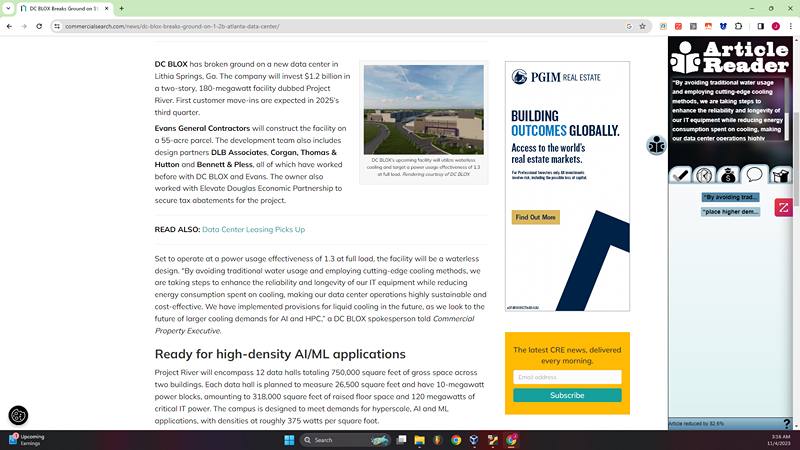 DC BLOX Breaks Ground on $1
commercialsearch.com/news/dc-blox-breaks-ground-on-1-2b-atlanta-data-center/
DC BLOX has broken ground on a new data center in
Lithia Springs, Ga. The company will invest $1.2 billion in
a two-story, 180-megawatt facility dubbed Project
River. First customer move-ins are expected in 2025's
third quarter.
Evans General Contractors will construct the facility on
a 55-acre parcel. The development team also includes
design partners DLB Associates, Corgan, Thomas &
Hutton and Bennett & Pless, all of which have worked
before with DC BLOX and Evans. The owner also
worked with Elevate Douglas Economic Partnership to
secure tax abatements for the project.
DC BLOX's upcoming facility will utilize waterless
cooling and target a power usage effectiveness of 1.3
at full load. Rendering courtesy of DC BLOX
READ ALSO: Data Center Leasing Picks Up
Set to operate at a power usage effectiveness of 1.3 at full load, the facility will be a waterless
design. "By avoiding traditional water usage and employing cutting-edge cooling methods, we
are taking steps to enhance the reliability and longevity of our IT equipment while reducing
energy consumption spent on cooling, making our data center operations highly sustainable and
cost-effective. We have implemented provisions for liquid cooling in the future, as we look to the
future of larger cooling demands for AI and HPC," a DC BLOX spokesperson told Commercial
Property Executive.
Ready for high-density AI/ML applications
Project River will encompass 12 data halls totaling 750,000 square feet of gross space across
two buildings. Each data hall is planned to measure 26,500 square feet and have 10-megawatt
power blocks, amounting to 318,000 square feet of raised floor space and 120 megawatts of
critical IT power. The campus is designed to meet demands for hyperscale, AI and ML
applications, with densities at roughly 375 watts per square foot.
PGIM REAL ESTATE
BUILDING
OUTCOMES GLOBALLY.
Access to the world's
real estate markets.
For Professional Investors only. All investments
involve risk, including the possible loss of capital.
Find Out More
The latest CRE news, delivered
every morning.
Email address
Subscribe
Article
Reader
"By avoiding traditional water usage
and employing cutting-edge cooling
methods, we are taking steps to
enhance the reliability and longevity of
our IT equipment while reducing energy
consumption spent on cooling, making
our data center operations highly
"By avoiding trad...
"place higher dem...
Z
Article reduced by 82.6%
?
Upcoming
Earnings
Search
3:16 AM
11/4/2023